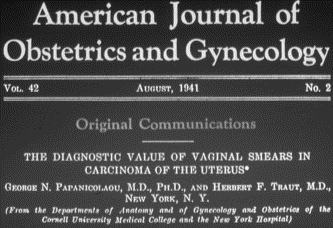 American Journal of
Obstetrics and Gynecology
VOL. 42 AUGUST, 1941 No. 2
Original Communications
THE DIAGNOSTIC VALUE OF VAGINAL SMEARS IN
CARCINOMA OF THE UTERUS*
GEORGE N. PAPANICOLAOU, M.D., PH.D., AND HERBERT F. TRAUT, M.D.,
NEW YORK, N. Y.
(From the Departments of Anatomy and of Gynecology and Obstetrics of the
Cornell University Medical College and the New York Hospital)